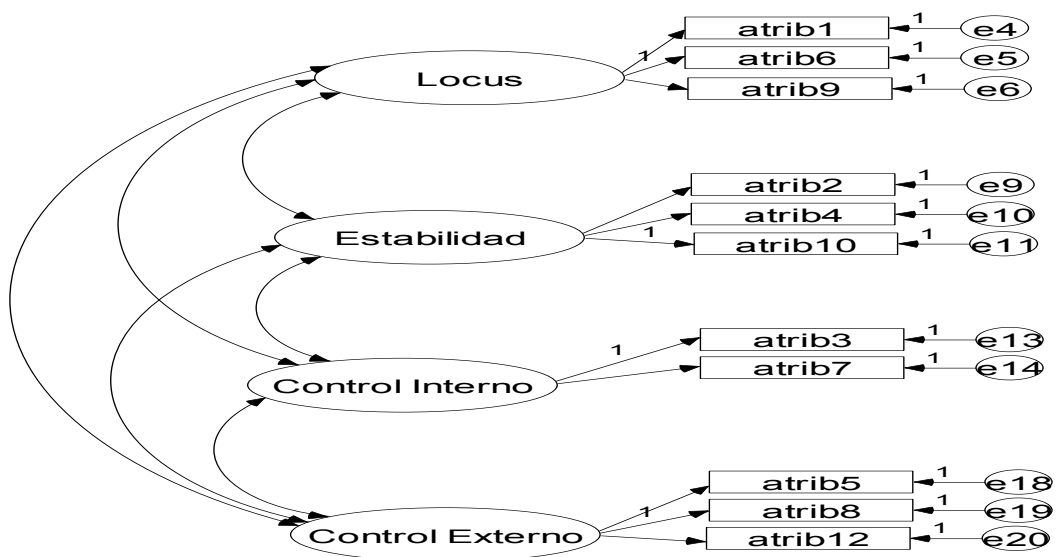 atrib1 1 e4
Locus 1 atrib6 1 e5
atrib9 1 e6
atrib2 1 e9
Estabilidad atrib4 1 e10
1 atrib10 1 e11
1 atrib3 1 e13
Control Interno atrib7 1 e14
atrib5 1 e18
Control Externo 1 atrib8 1 e19
atrib12 1 e20